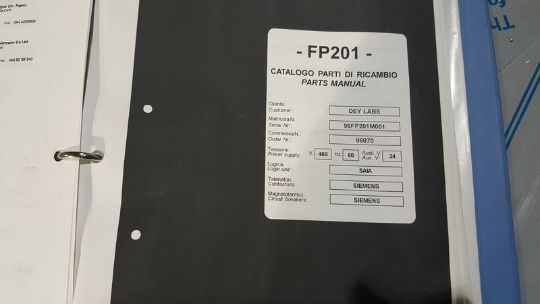 - FP201 -
CATALOGO PARTI DI RICAMBIO
PARTS MANUAL
Cliente:
Customer: DEY LABS
Matricola N.
Serial Nr.: 96FP201M001
Commessa N.
Order Nr.: 96070
Tensione: Ausil. V
Power supply: V 460 Hz. 60 Aux. V 24
Logica
Logic unit SAIA
Teleruttori:
Contactors: SIEMENS
Magnetotermici:
Circuit breakers: SIEMENS